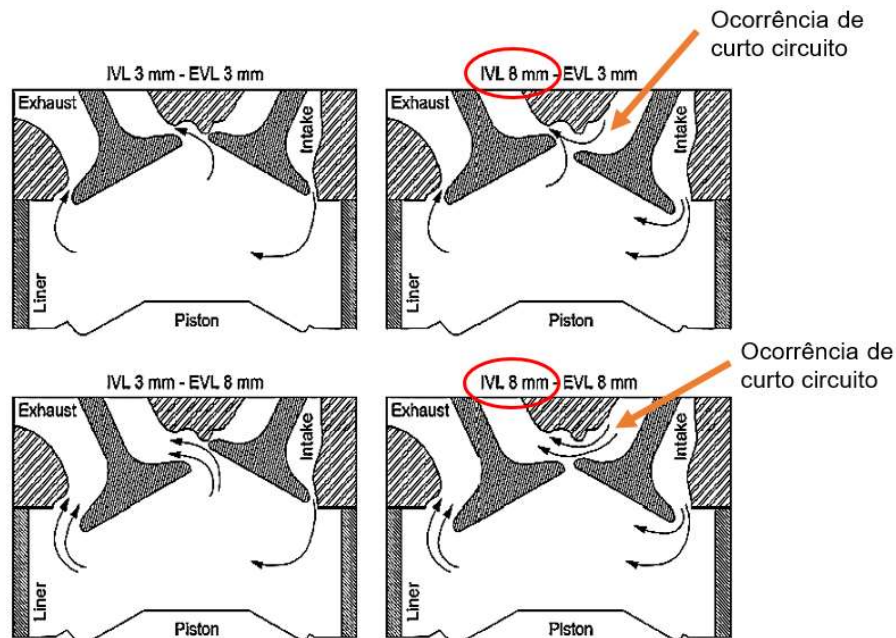 Ocorrência de
curto circuito
IVL 3 mm - EVL 3 mm
IVL 8 mm - EVL 3 mm
Exhaust
Intake
Liner
Piston
Exhaust
Intake
Liner
Piston
Ocorrência de
curto circuito
IVL 3 mm - EVL 8 mm
IVL 8 mm - EVL 8 mm
Exhaust
Intake
Liner
Piston
Exhaust
Intake
Liner
Piston